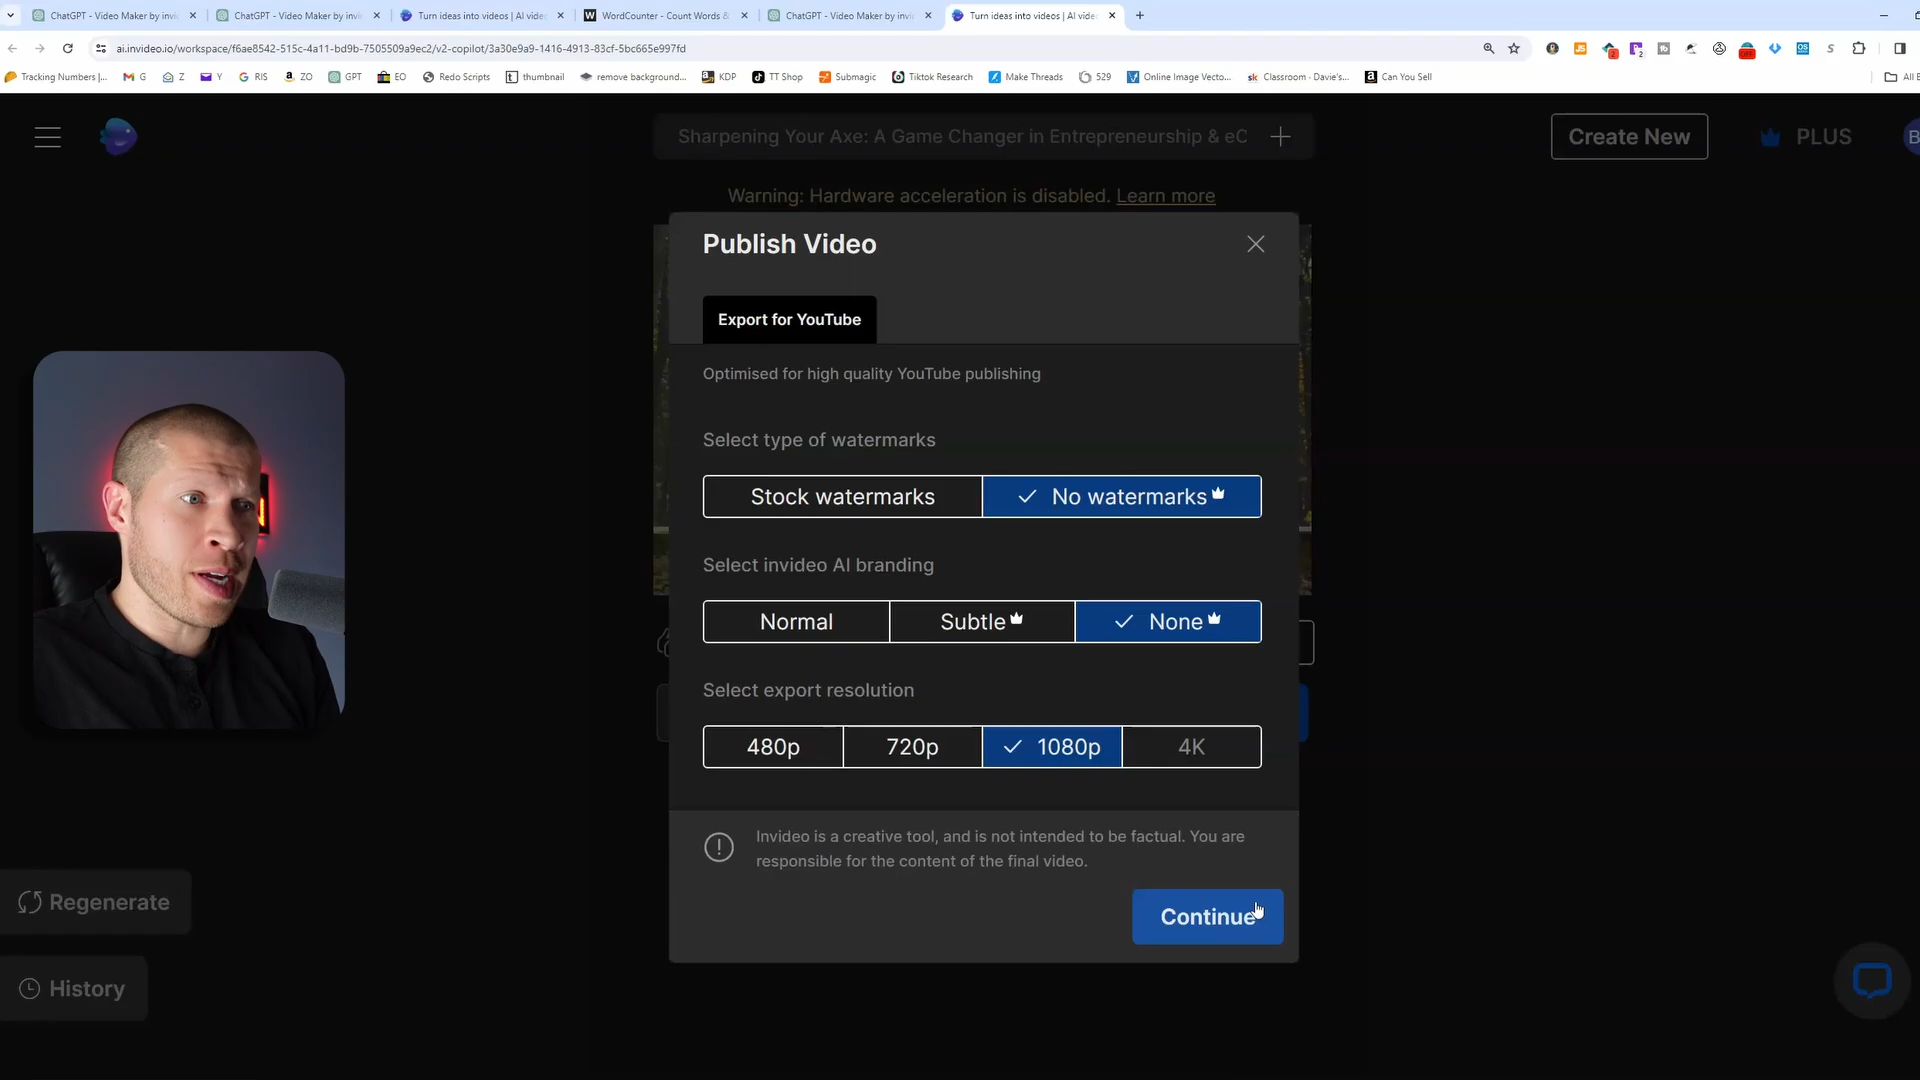 ChatGPT - Video Maker by invi
ChatGPT - Video Maker by invi
Turn ideas into videos | AI vide
WordCounter - Count Words &
ChatGPT - Video Maker by invi
Turn ideas into videos | AI vide
ai.invideo.io/workspace/f6ae8542-515c-4a11-bd9b-7505509a9ec2/v2-copilot/3a30e9a9-1416-4913-83cf-5bc665e997fd
Tracking Numbers |...
G
Z
Y
RIS
ZO
GPT
EO
Redo Scripts
thumbnail
remove background...
KDP
TT Shop
Submagic
Tiktok Research
Make Threads
529
Online Image Vecto...
Classroom - Davie's...
Can You Sell
All B
Sharpening Your Axe: A Game Changer in Entrepreneurship & eC
Create New
PLUS
Warning: Hardware acceleration is disabled. Learn more
Publish Video
Export for YouTube
Optimised for high quality YouTube publishing
Select type of watermarks
Stock watermarks
No watermarks
Select invideo AI branding
Normal
Subtle
None
Select export resolution
480p
720p
1080p
4K
Invideo is a creative tool, and is not intended to be factual. You are
responsible for the content of the final video.
Continue
Regenerate
History